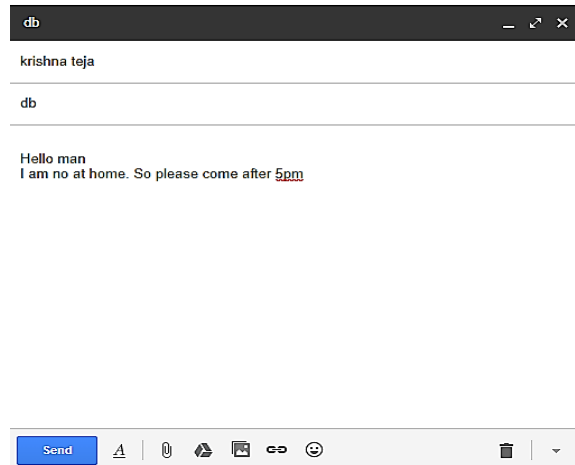 db
krishna teja
db
Hello man
I am no at home. So please come after 5pm
Send
A